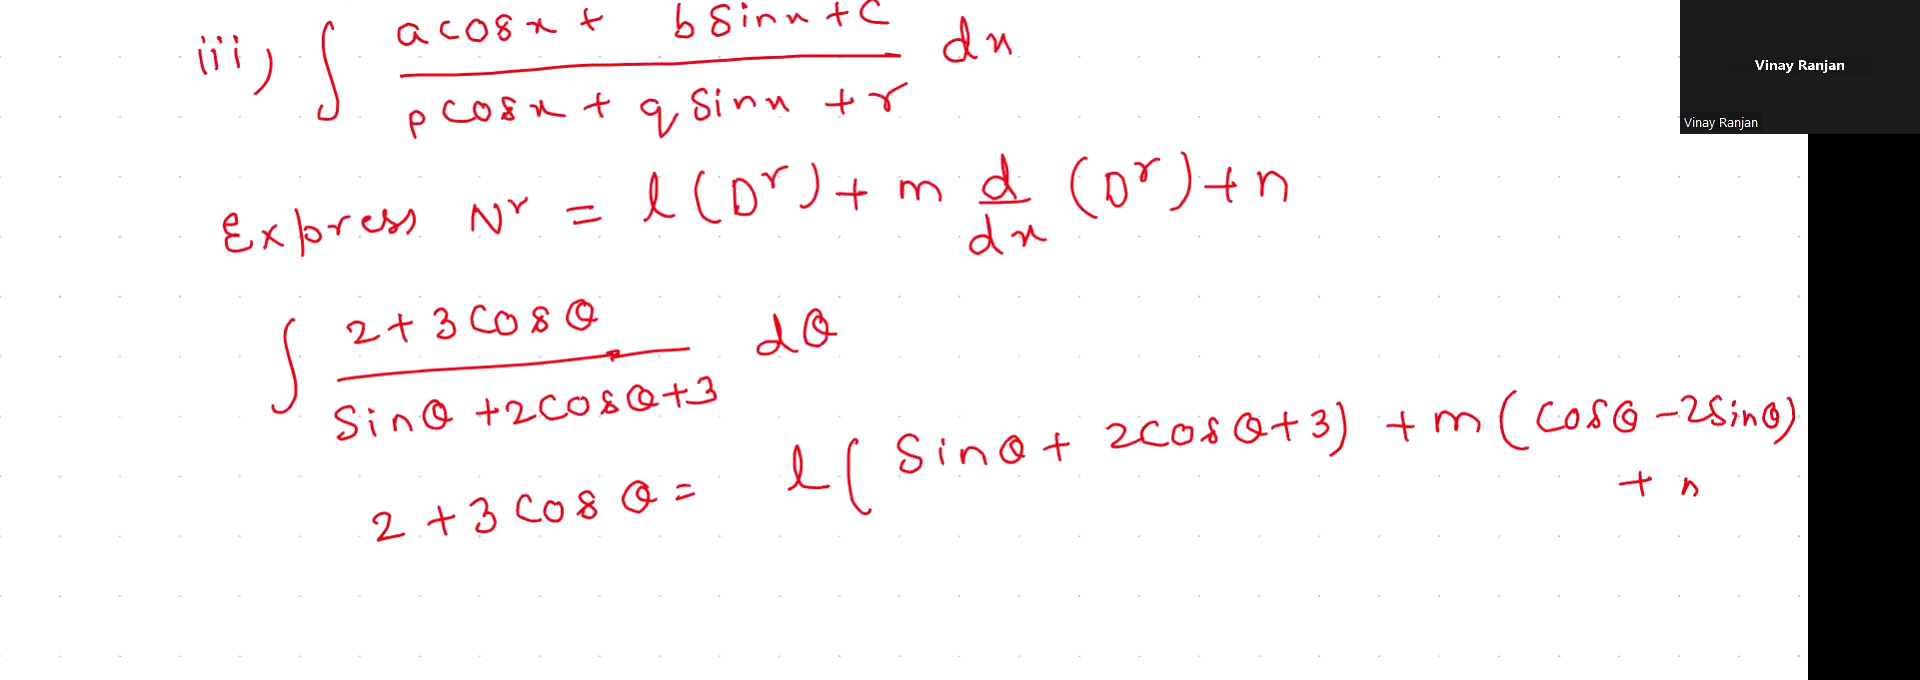 iii) ∫ (a cos x + b sin x + c) / (p cos x + q sin x + r) dx
Vinay Ranjan
Vinay Ranjan
Express Nʳ = l (Dʳ) + m d/dx (Dʳ) + n
∫ (2 + 3 cos θ) / (sin θ + 2 cos θ + 3) dθ
2 + 3 cos θ = l ( sin θ + 2 cos θ + 3) + m ( cos θ - 2 sin θ)
+ n